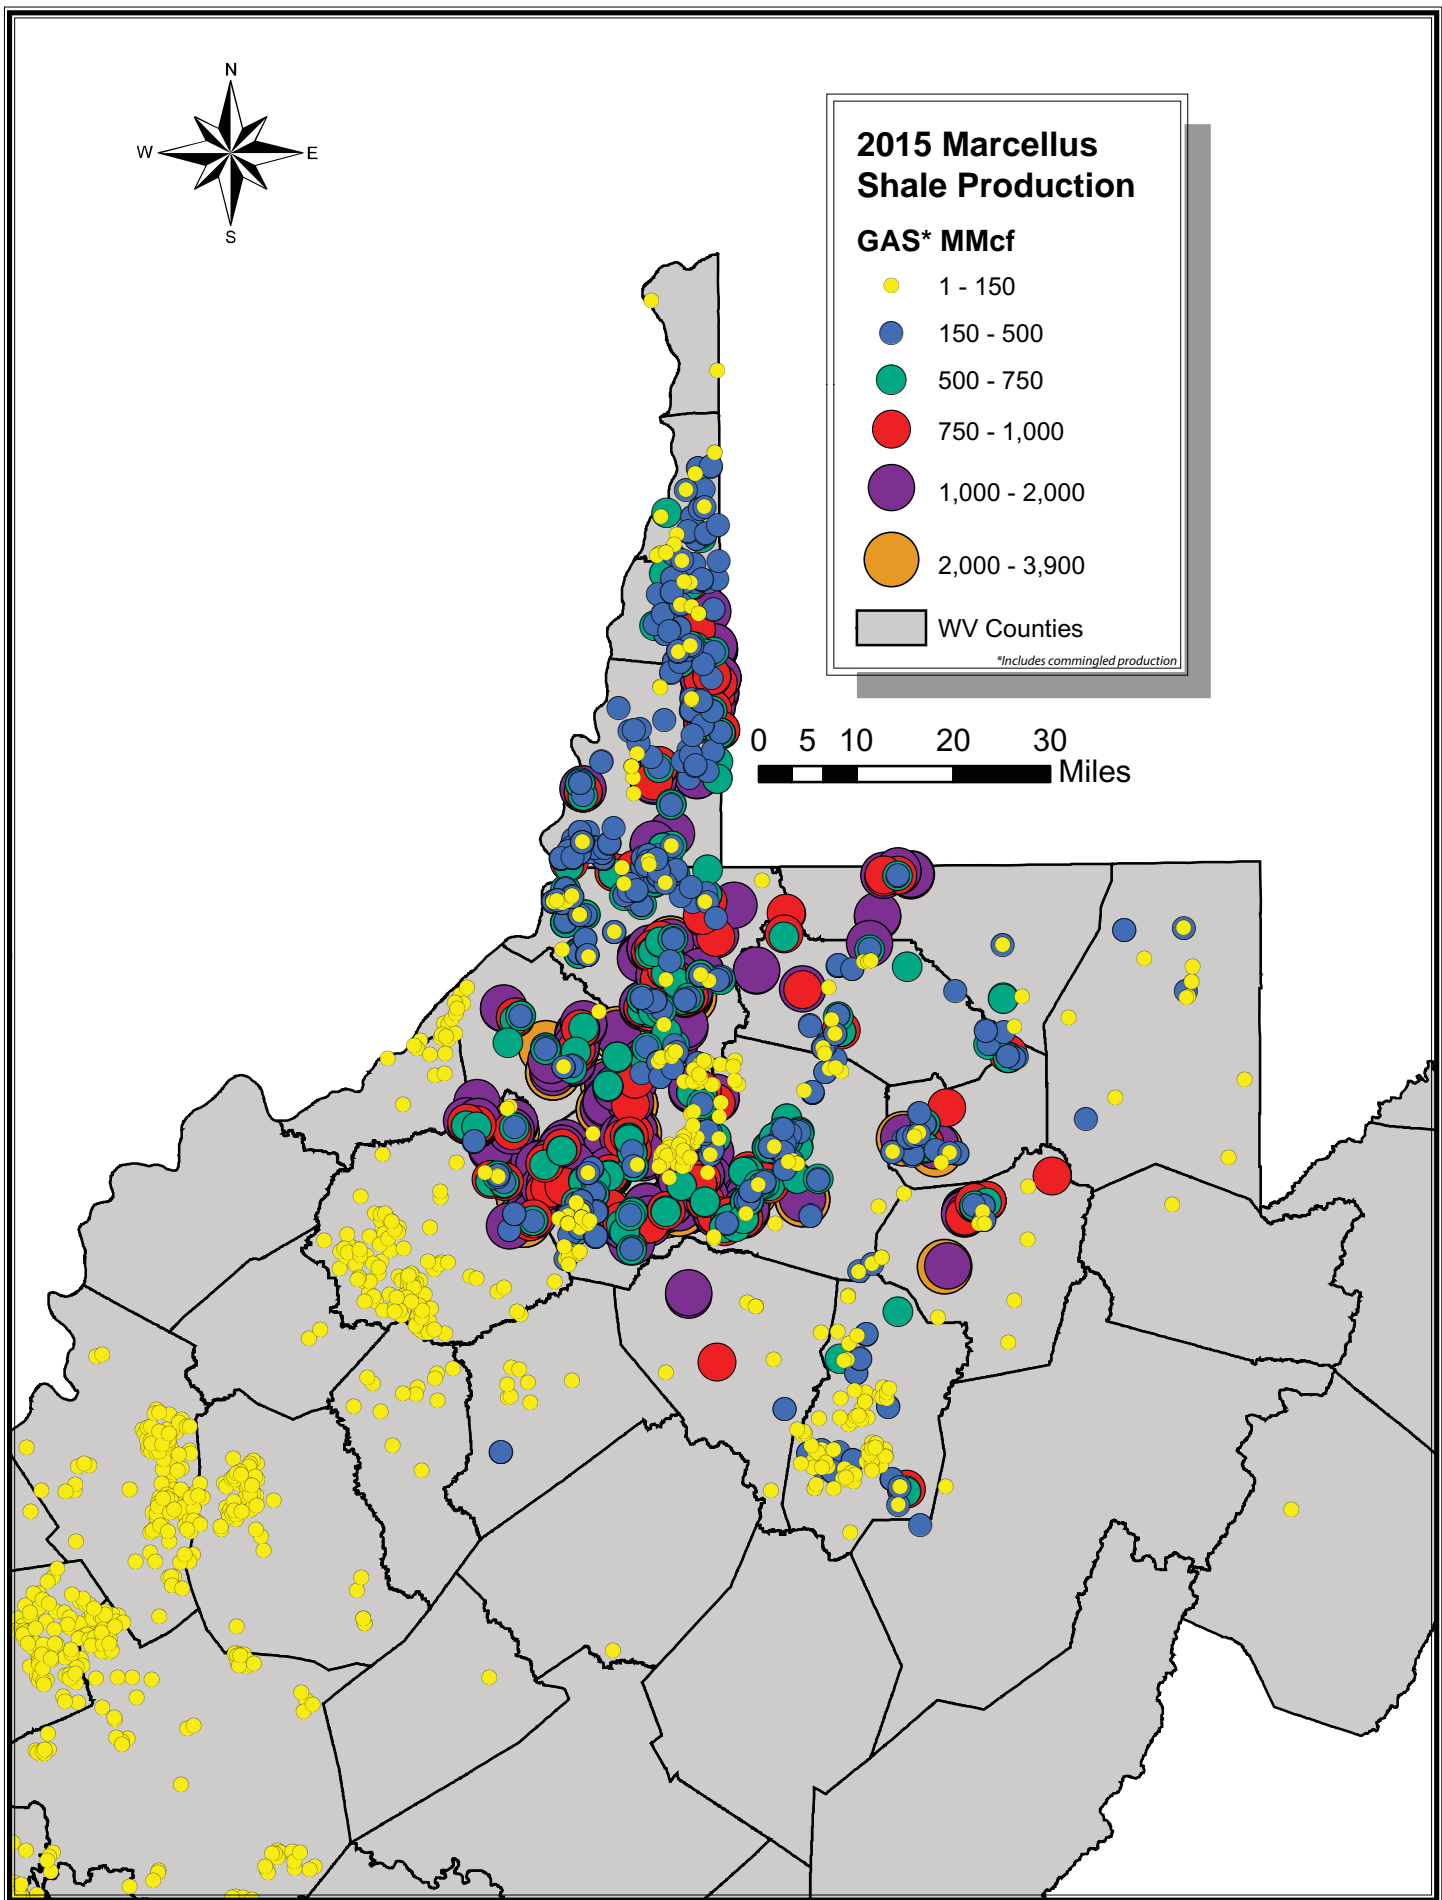 N
W E
S
2015 Marcellus
Shale Production
GAS* MMcf
1 - 150
150 - 500
500 - 750
750 - 1,000
1,000 - 2,000
2,000 - 3,900
WV Counties
*Includes commingled production
0 5 10 20 30
Miles